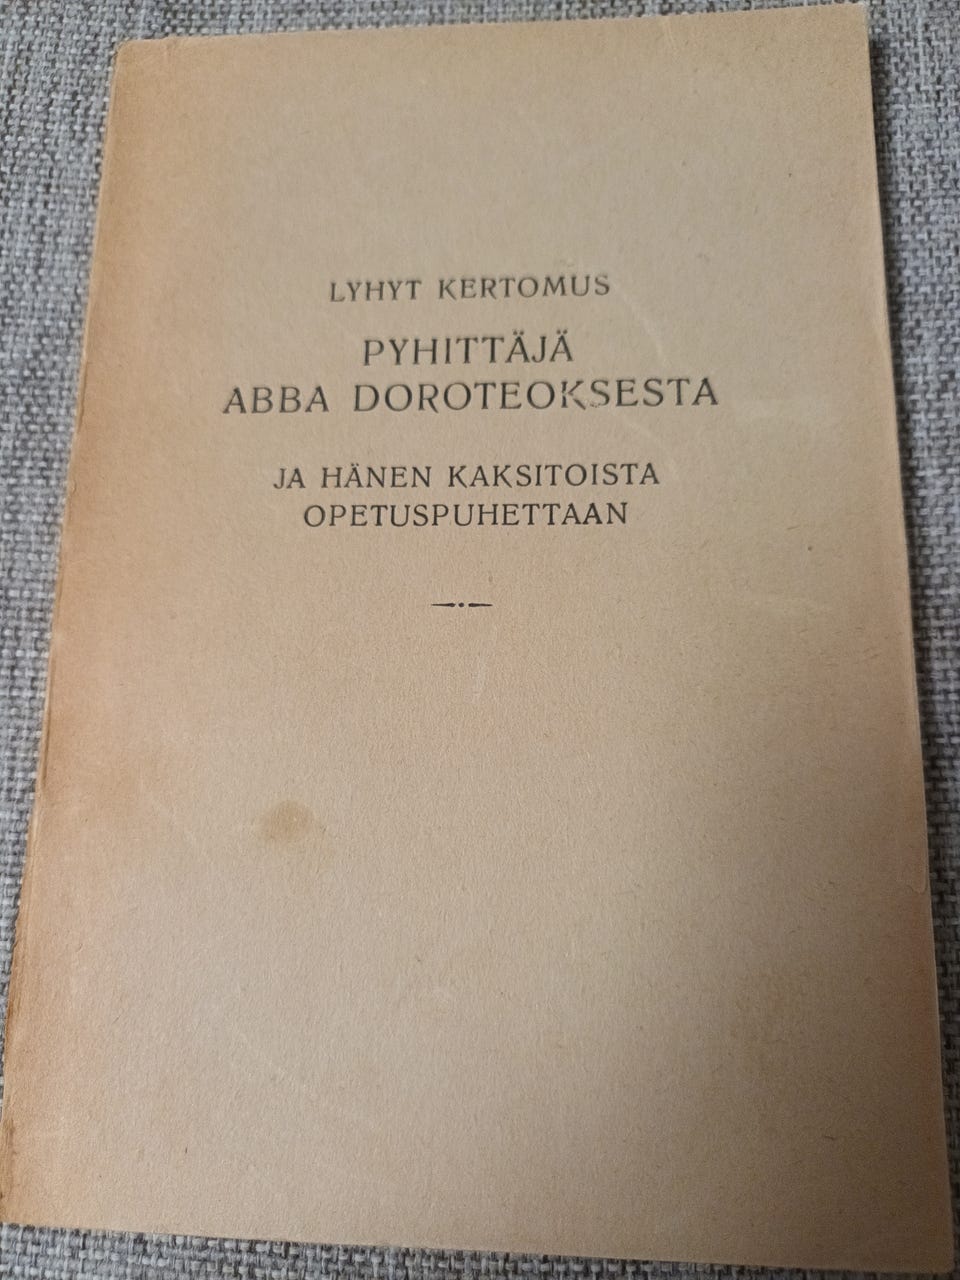 LYHYT KERTOMUS
PYHITTÄJÄ
ABBA DOROTEOKSESTA
JA HÄNEN KAKSITOISTA
OPETUSPUHETTAAN